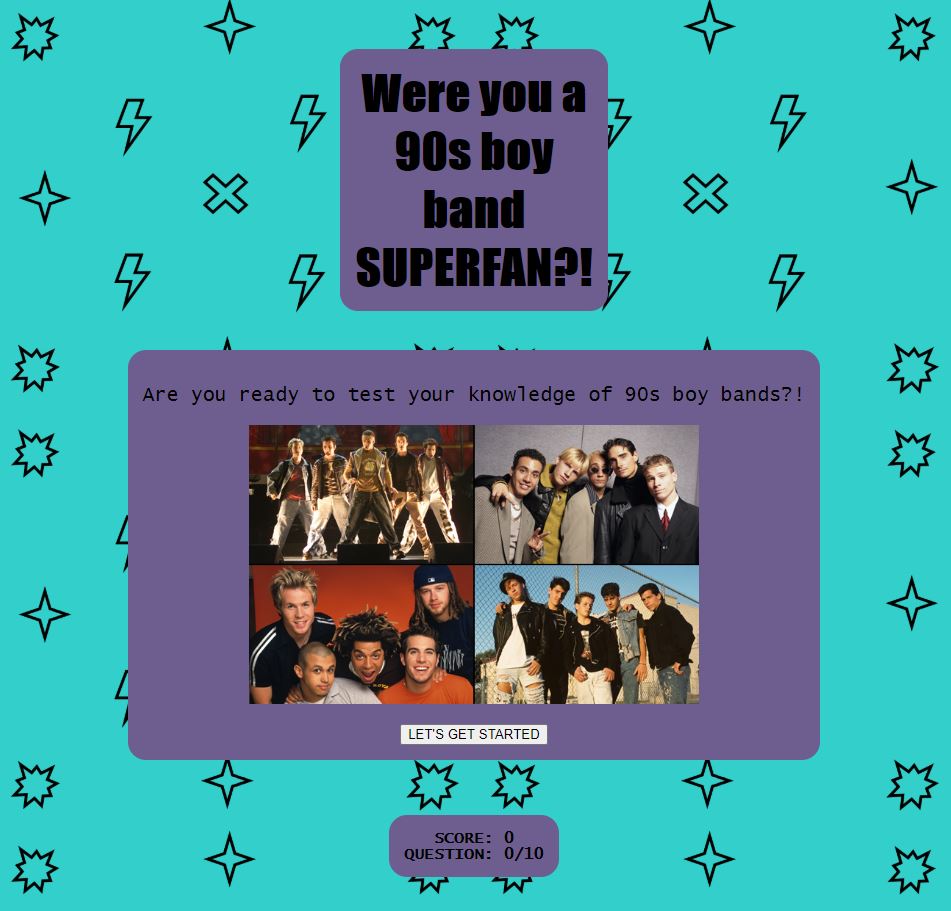 Were you a
90s boy
band
SUPERFAN?!
Are you ready to test your knowledge of 90s boy bands?!
LET'S GET STARTED
SCORE: 0
QUESTION: 0/10